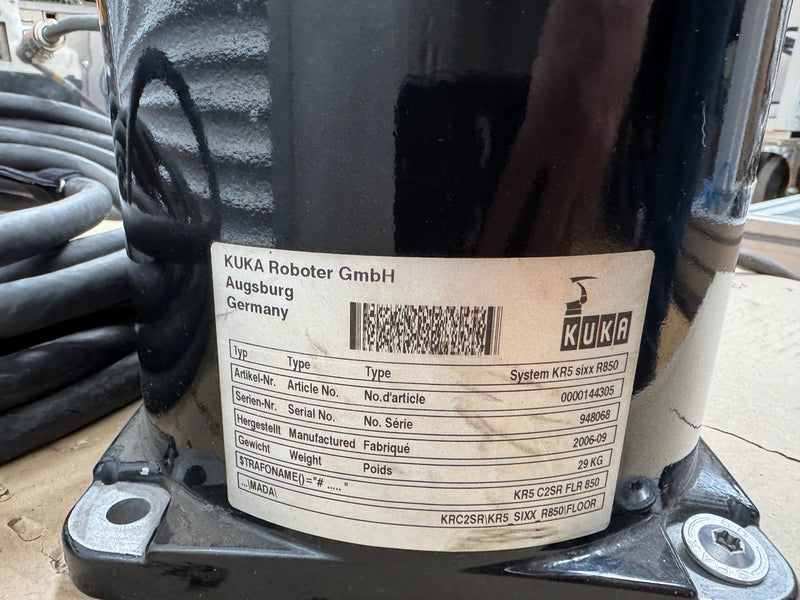 KUKA Roboter GmbH
Augsburg
Germany
KUKA
Typ Type Type System KR5 sixx R850
Artikel-Nr. Article No. No.d'article 0000144305
Serien-Nr. Serial No. No. Série 948068
Hergestellt Manufactured Fabriqué 2006-09
Gewicht Weight Poids 29 KG
$TRAFONAME()="# ..... " KR5 C2SR FLR 850
...\MADA\ KRC2SR\KR5_SIXX_R850\FLOOR